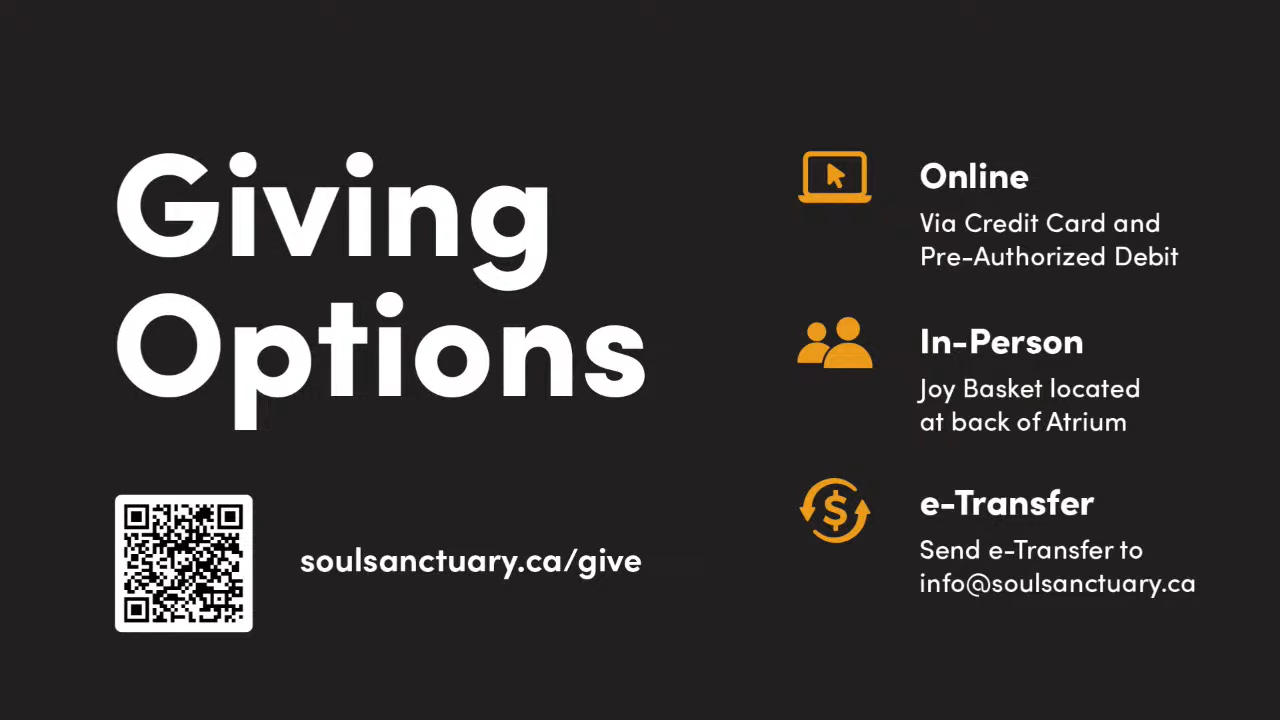 Giving
Options
soulsanctuary.ca/give
Online
Via Credit Card and
Pre-Authorized Debit
In-Person
Joy Basket located
at back of Atrium
$
e-Transfer
Send e-Transfer to
info@soulsanctuary.ca